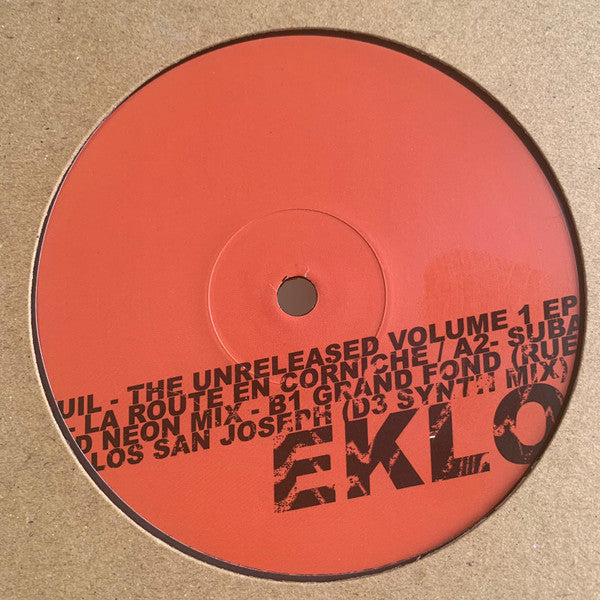 UIL - THE UNRELEASED VOLUME 1 EP
- LA ROUTE EN CORNICHE / A2- SUBA
D NEON MIX - B1 GRAND FOND (RUE
LOS SAN JOSEPH (D3 SYNTH MIX)
EKLO